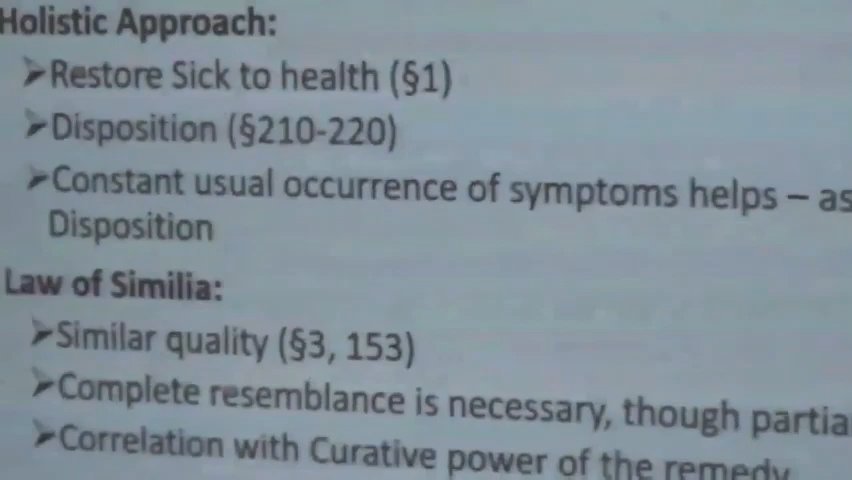 Holistic Approach:
➢Restore Sick to health (§1)
➢Disposition (§210-220)
➢Constant usual occurrence of symptoms helps – as
Disposition
Law of Similia:
➢Similar quality (§3, 153)
➢Complete resemblance is necessary, though partia
➢Correlation with Curative power of the remedy